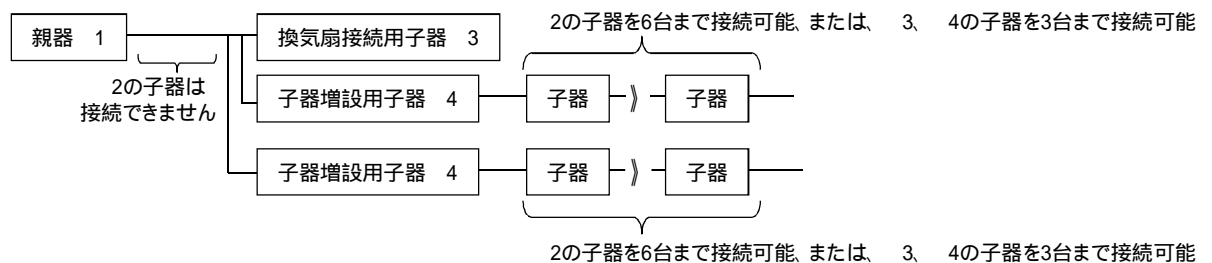 2の子器を6台まで接続可能、または、 3、 4の子器を3台まで接続可能
親器 1
換気扇接続用子器 3
2の子器は
接続できません
子器増設用子器 4
子器
子器
子器増設用子器 4
子器
子器
2の子器を6台まで接続可能、または、 3、 4の子器を3台まで接続可能